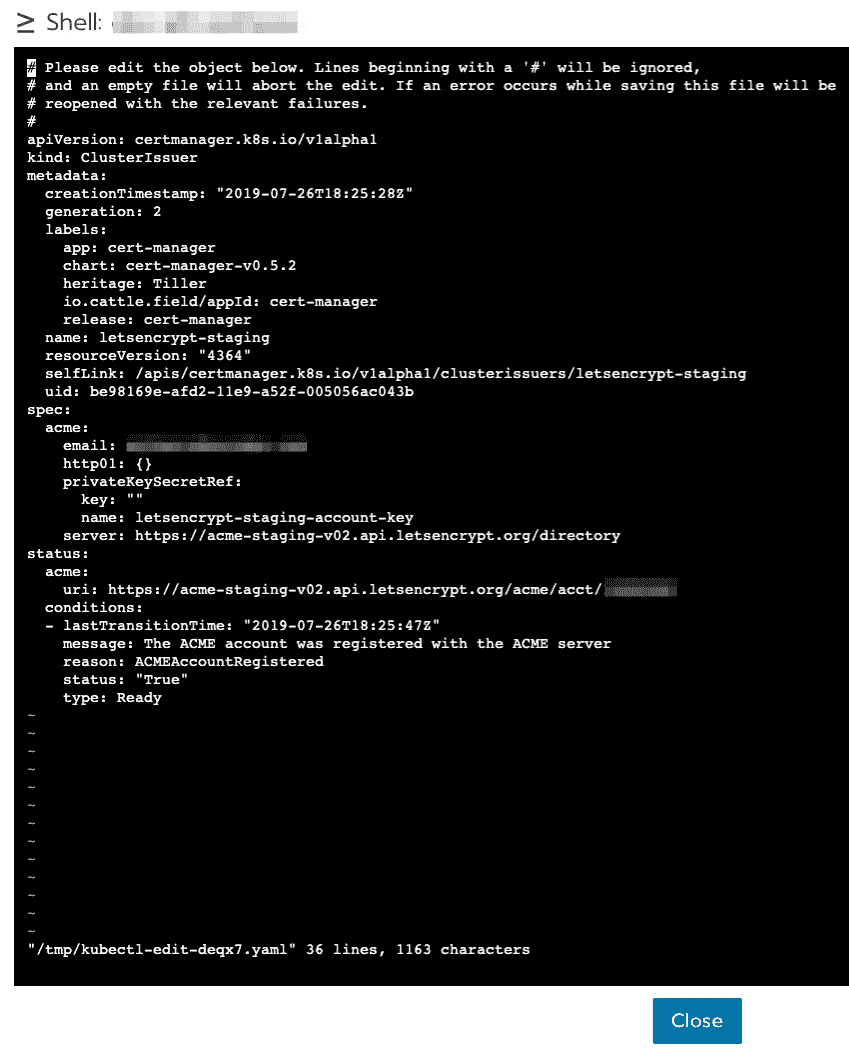 ≥ Shell:
# Please edit the object below. Lines beginning with a '#' will be ignored,
# and an empty file will abort the edit. If an error occurs while saving this file will be
# reopened with the relevant failures.
#
apiVersion: certmanager.k8s.io/v1alpha1
kind: ClusterIssuer
metadata:
  creationTimestamp: "2019-07-26T18:25:28Z"
  generation: 2
  labels:
    app: cert-manager
    chart: cert-manager-v0.5.2
    heritage: Tiller
    io.cattle.field/appId: cert-manager
    release: cert-manager
  name: letsencrypt-staging
  resourceVersion: "4364"
  selfLink: /apis/certmanager.k8s.io/v1alpha1/clusterissuers/letsencrypt-staging
  uid: be98169e-afd2-11e9-a52f-005056ac043b
spec:
  acme:
    email:
    http01: {}
    privateKeySecretRef:
      key: ""
      name: letsencrypt-staging-account-key
    server: https://acme-staging-v02.api.letsencrypt.org/directory
status:
  acme:
    uri: https://acme-staging-v02.api.letsencrypt.org/acme/acct/
  conditions:
  - lastTransitionTime: "2019-07-26T18:25:47Z"
    message: The ACME account was registered with the ACME server
    reason: ACMEAccountRegistered
    status: "True"
    type: Ready
~
~
~
~
~
~
~
~
~
~
~
~
~
"/tmp/kubectl-edit-deqx7.yaml" 36 lines, 1163 characters
Close